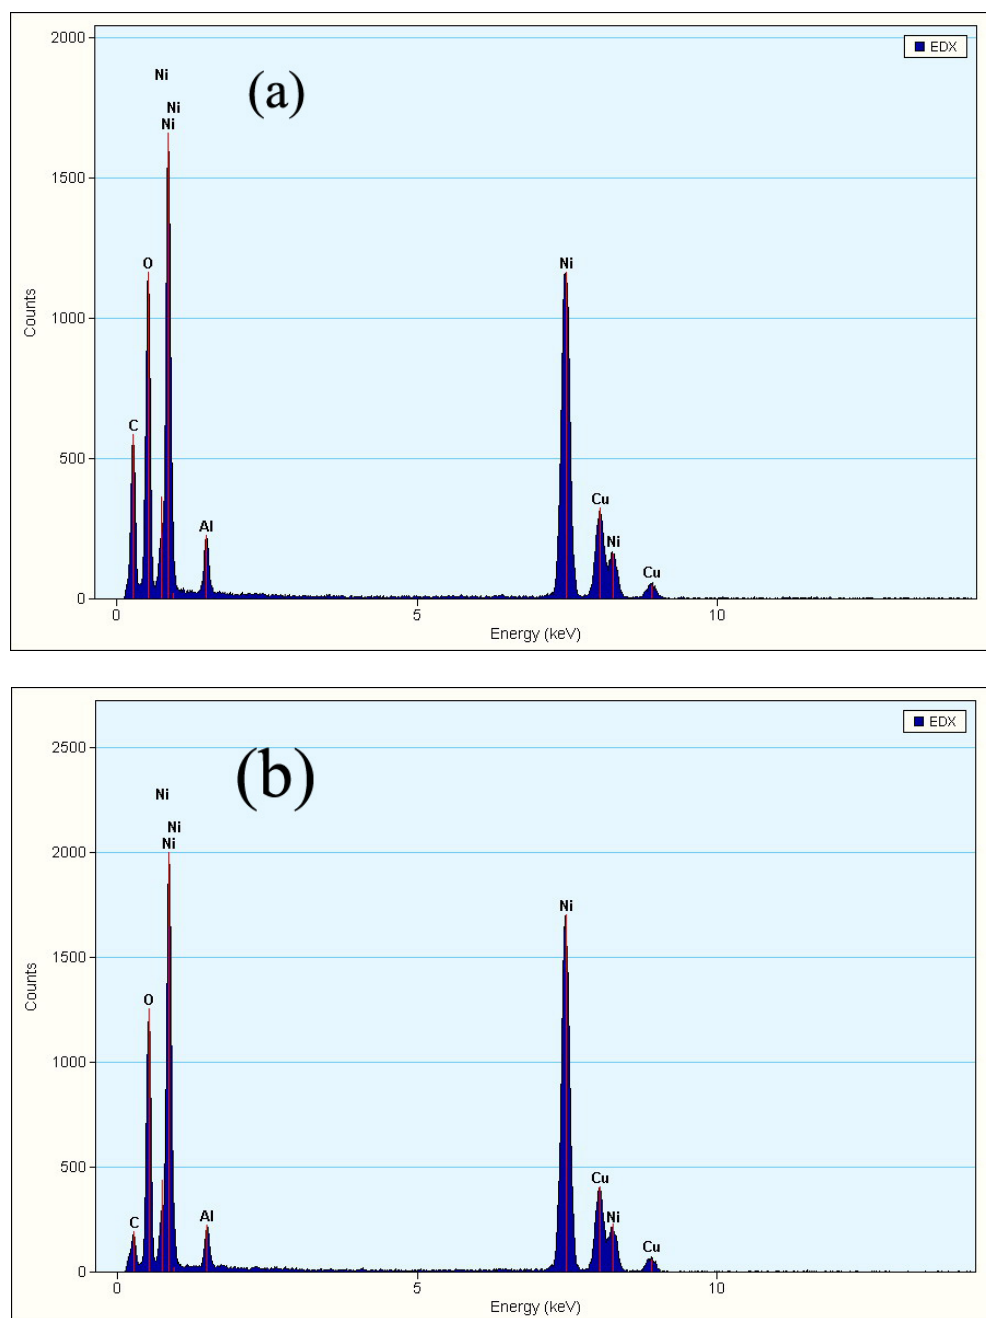 2000
EDX
(a)
Ni
Ni
Ni
1500
O
Ni
1000
Counts
C
500
Cu
Al
Ni
Cu
0
0
5
10
Energy (keV)
EDX
2500
(b)
Ni
Ni
Ni
2000
Ni
1500
O
Counts
1000
500
Cu
C
Al
Ni
Cu
0
0
5
10
Energy (keV)